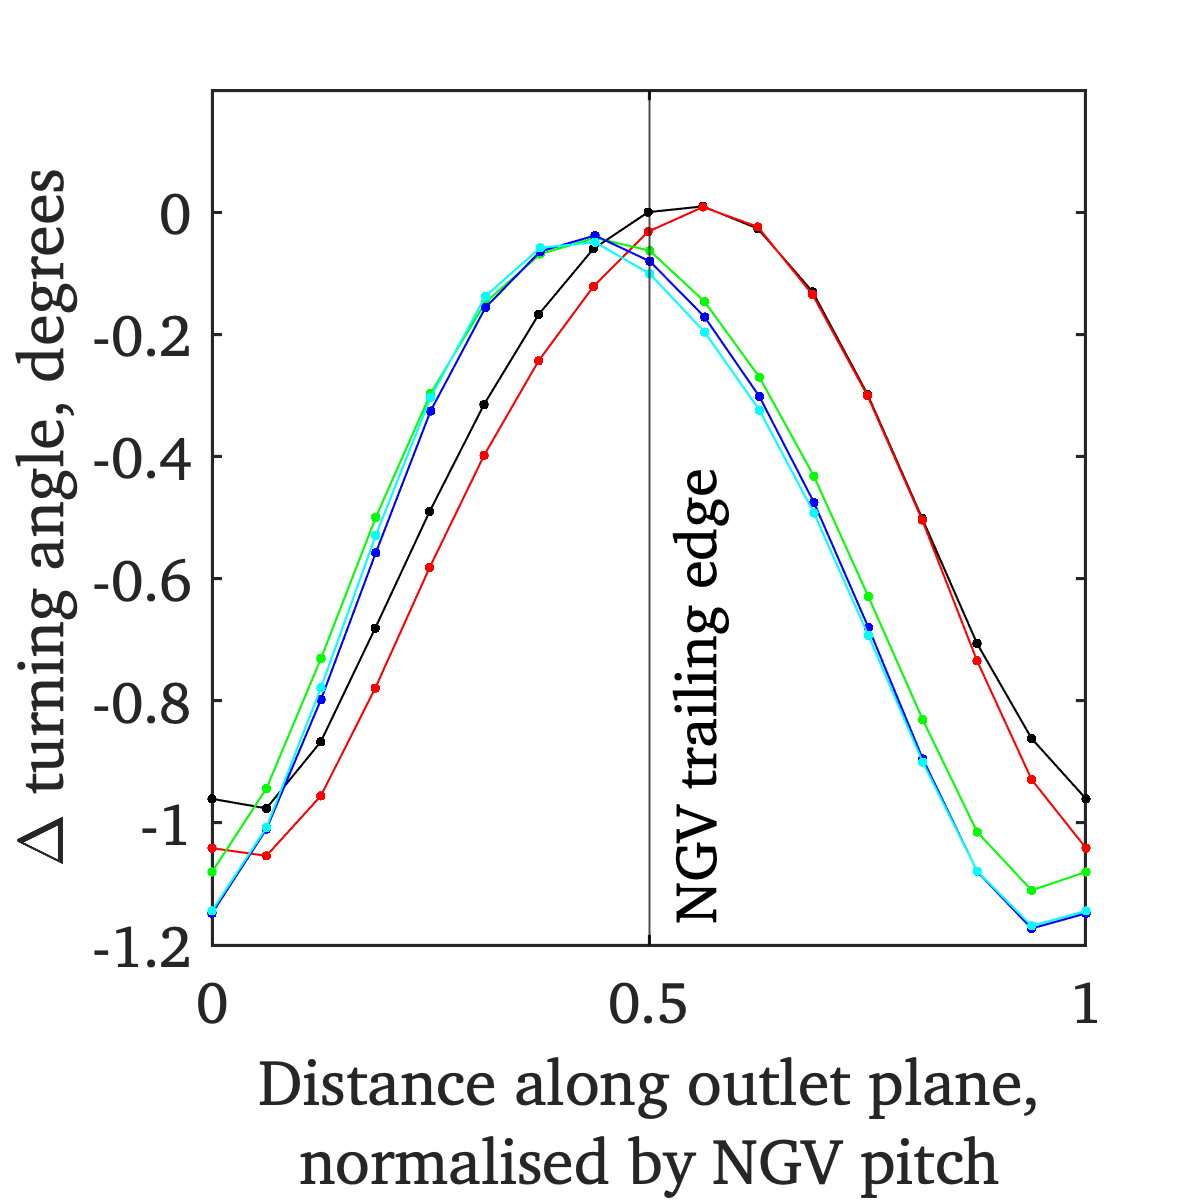 Δ turning angle, degrees
0
-0.2
-0.4
-0.6
-0.8
-1
-1.2
NGV trailing edge
0
0.5
1
Distance along outlet plane,
normalised by NGV pitch